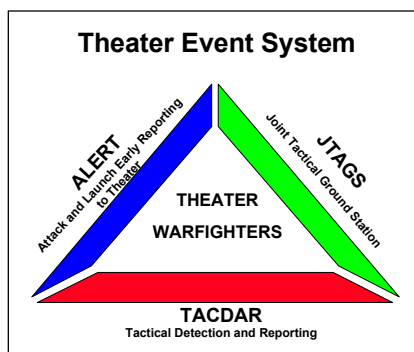 Theater Event System
ALERT
Attack and Launch Early Reporting
to Theater
JTAGS
Joint Tactical Ground Station
THEATER
WARFIGHTERS
TACDAR
Tactical Detection and Reporting